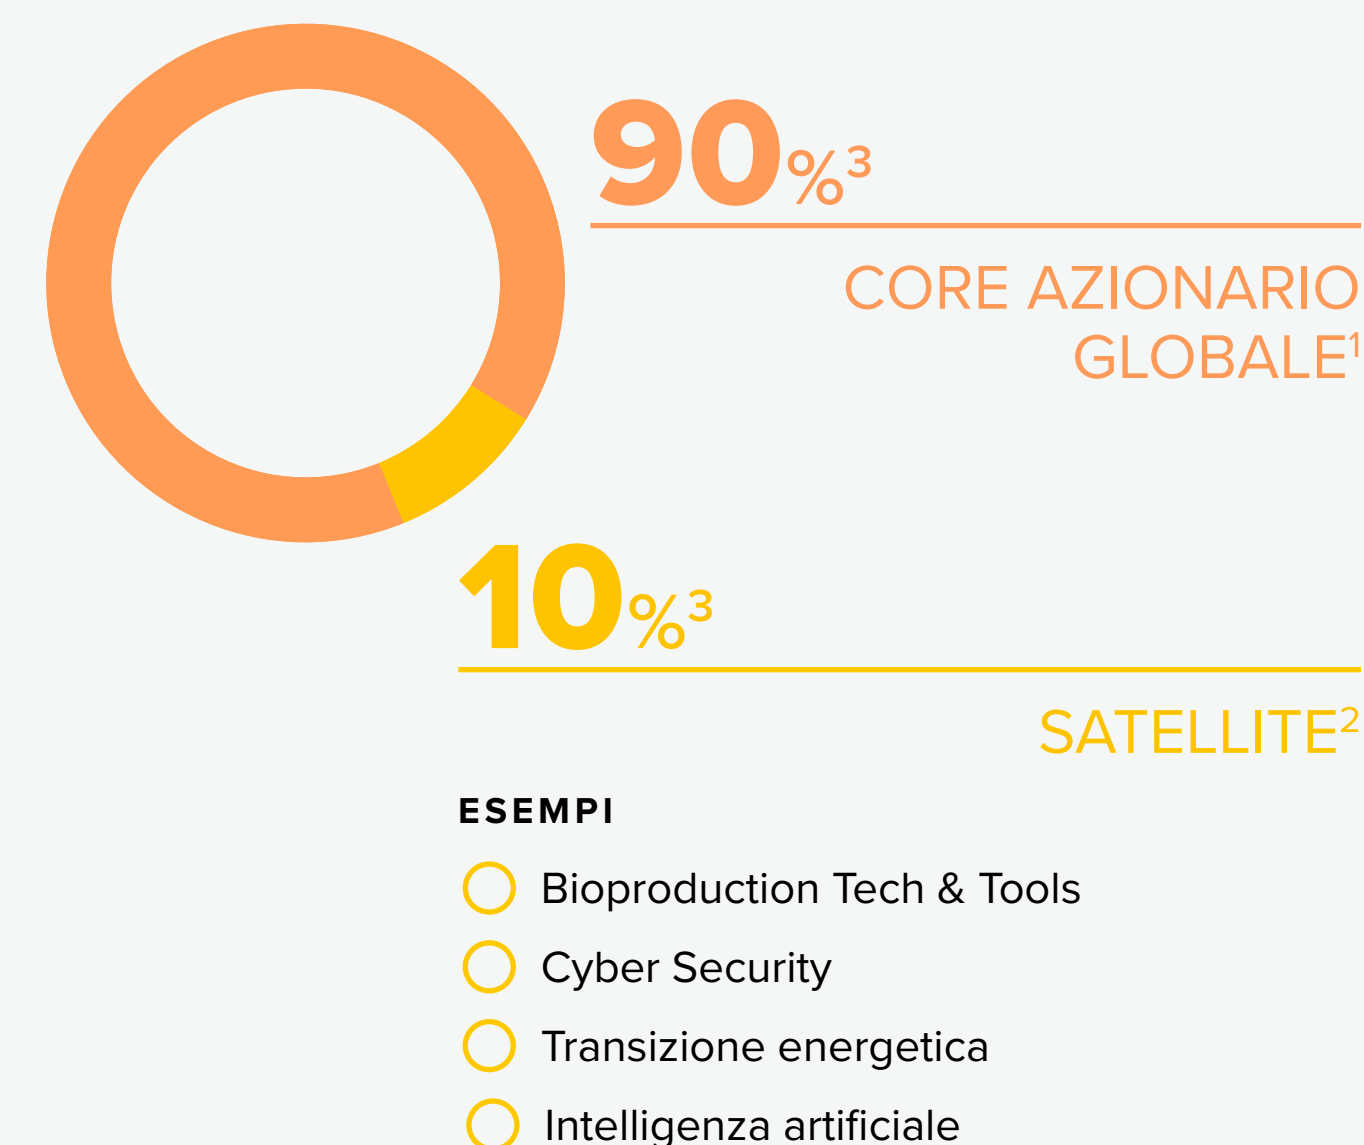 90%³
CORE AZIONARIO
GLOBALE¹
10%³
SATELLITE²
ESEMPI
Bioproduction Tech & Tools
Cyber Security
Transizione energetica
Intelligenza artificiale